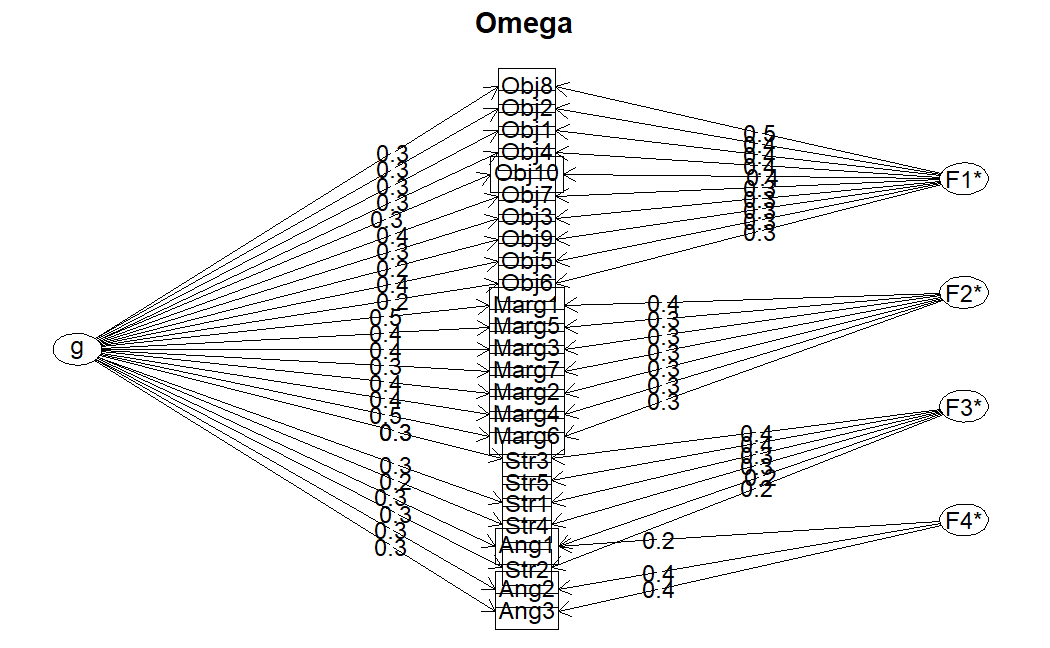 Omega
g
0.3
0.3
0.3
0.3
0.3
0.4
0.3
0.2
0.4
0.2
0.5
0.4
0.4
0.3
0.4
0.4
0.5
0.3
0.3
0.2
0.3
0.3
0.3
0.3
Obj8
Obj2
Obj1
Obj4
Obj10
Obj7
Obj3
Obj9
Obj5
Obj6
Marg1
Marg5
Marg3
Marg7
Marg2
Marg4
Marg6
Str3
Str5
Str1
Str4
Ang1
Str2
Ang2
Ang3
0.5
0.4
0.4
0.4
0.4
0.3
0.3
0.3
0.3
0.3
F1*
0.4
0.3
0.3
0.3
0.3
0.3
0.3
F2*
0.4
0.4
0.3
0.3
0.2
0.2
F3*
0.2
0.4
0.4
F4*